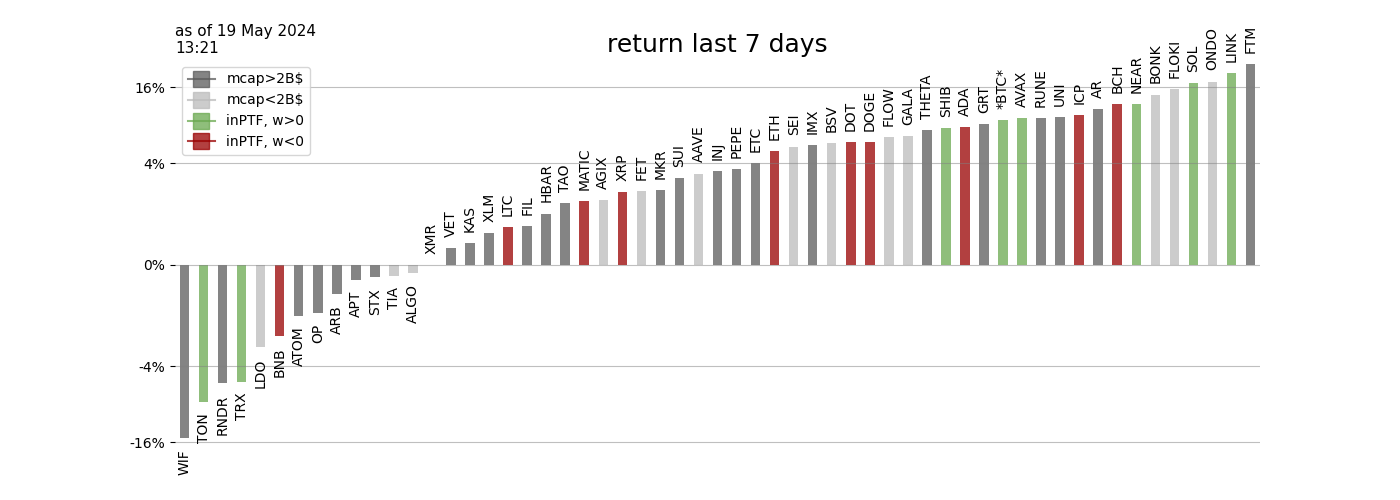 as of 19 May 2024
13:21
return last 7 days
mcap>2B$
mcap<2B$
inPTF, w>0
inPTF, w<0
16%
4%
0%
-4%
-16%
WIF
TON
RNDR
TRX
LDO
BNB
ATOM
OP
ARB
APT
STX
TIA
ALGO
XMR
VET
KAS
XLM
LTC
FIL
HBAR
TAO
MATIC
AGIX
XRP
FET
MKR
SUI
AAVE
INJ
PEPE
ETC
ETH
SEI
IMX
BSV
DOT
DOGE
FLOW
GALA
THETA
SHIB
ADA
GRT
*BTC*
AVAX
RUNE
UNI
ICP
AR
BCH
NEAR
BONK
FLOKI
SOL
ONDO
LINK
FTM